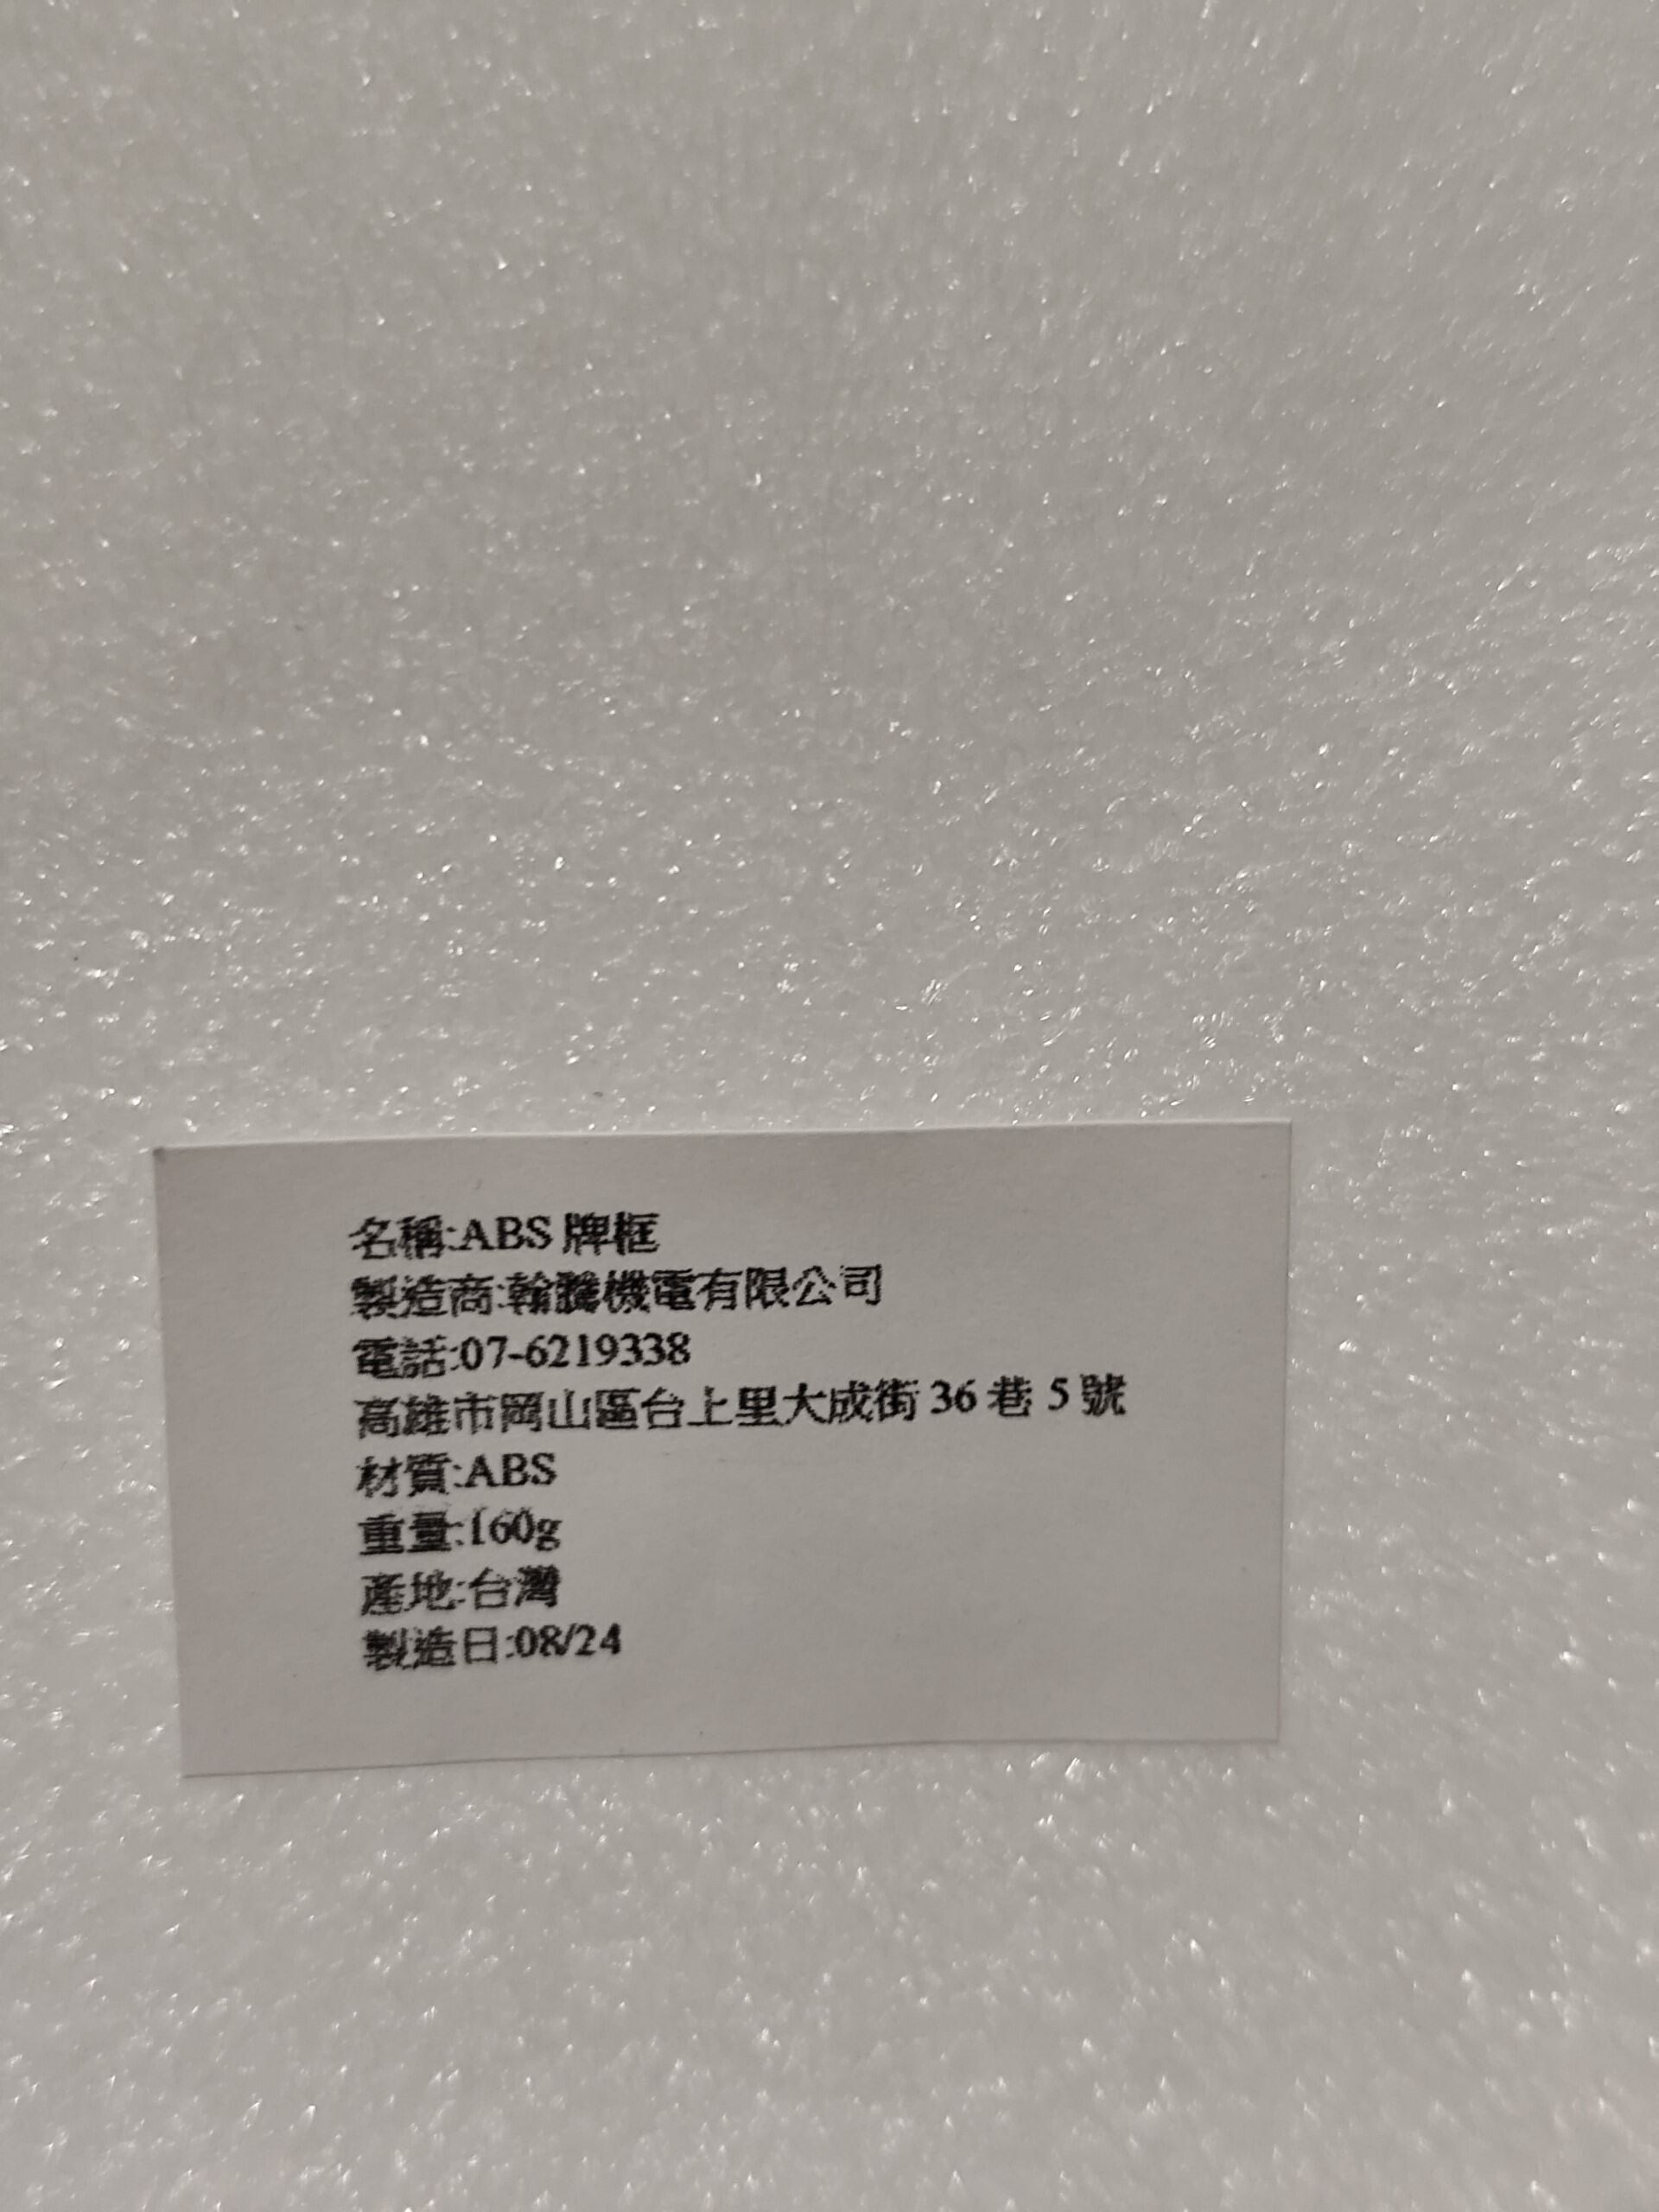 名稱:ABS 牌框
製造商:翰騰機電有限公司
電話:07-6219338
高雄市岡山區台上里大成街 36 巷 5 號
材質:ABS
重量:160g
產地:台灣
製造日:08/24